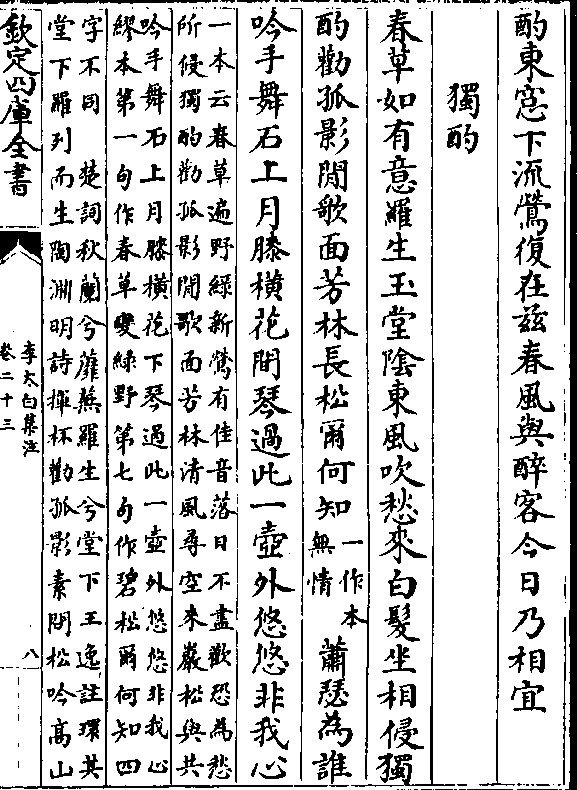 酌東窻下流鶯復在兹春風與醉客今日乃相宜
獨酌
春草如有意羅生玉堂隂東風吹愁來白髮坐相侵獨
酌勸孤影閒歌面芳林長松爾何知一作本無情蕭瑟為誰
吟手舞石上月膝横花間琴過此一壺外悠悠非我心
一本云春草遍野緑新鶯有佳音落日不盡歡恐為愁
所侵獨酌勸孤影閒歌面芳林清風尋空來巖松與共
吟手舞石上月膝横花下琴過此一壺外悠悠非我心
繆本第一句作春草變緑野第七句作碧松爾何知四
字不同 楚詞秋蘭兮蘼蕪羅生兮堂下王逸註環其
堂下羅列而生陶淵明詩揮杯勸孤影素問松吟高山
欽定四庫全書
李太白集注
卷二十三
八